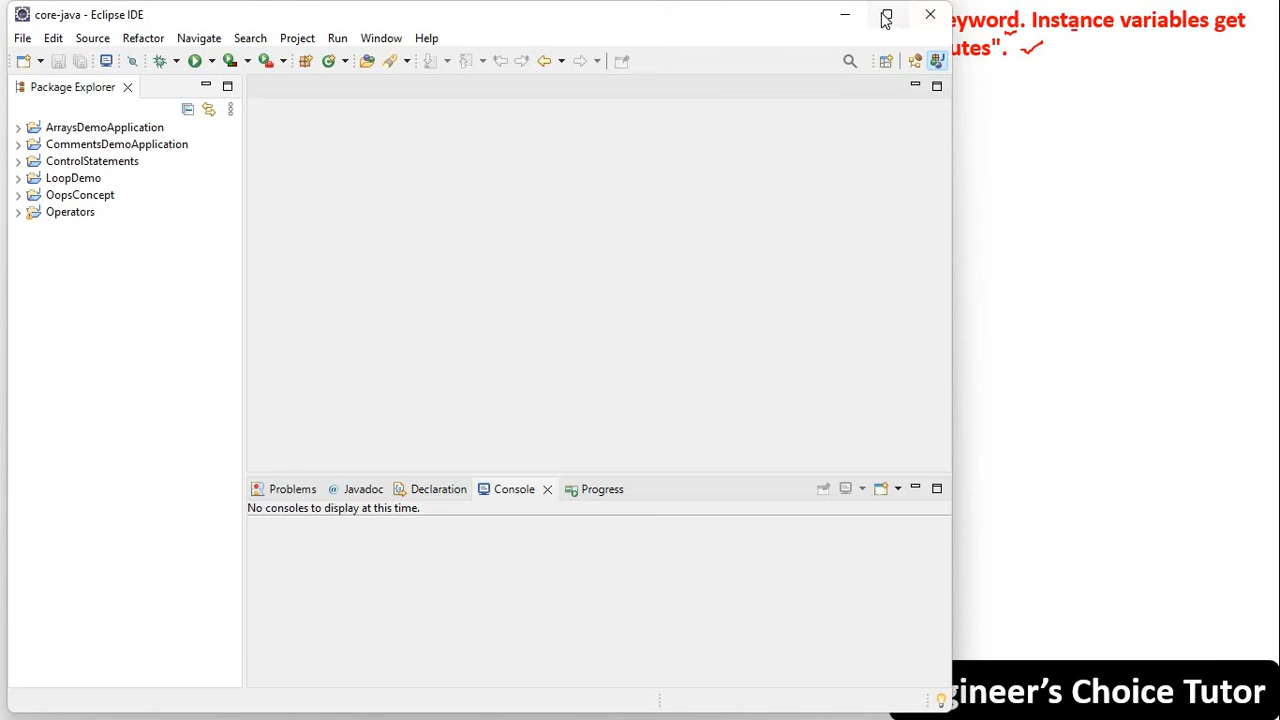 core-java - Eclipse IDE
eyword. Instance variables get
utes".
File Edit Source Refactor Navigate Search Project Run Window Help
Package Explorer
ArraysDemoApplication
CommentsDemoApplication
ControlStatements
LoopDemo
OopsConcept
Operators
Problems Javadoc Declaration Console Progress
No consoles to display at this time.
gineer's Choice Tutor